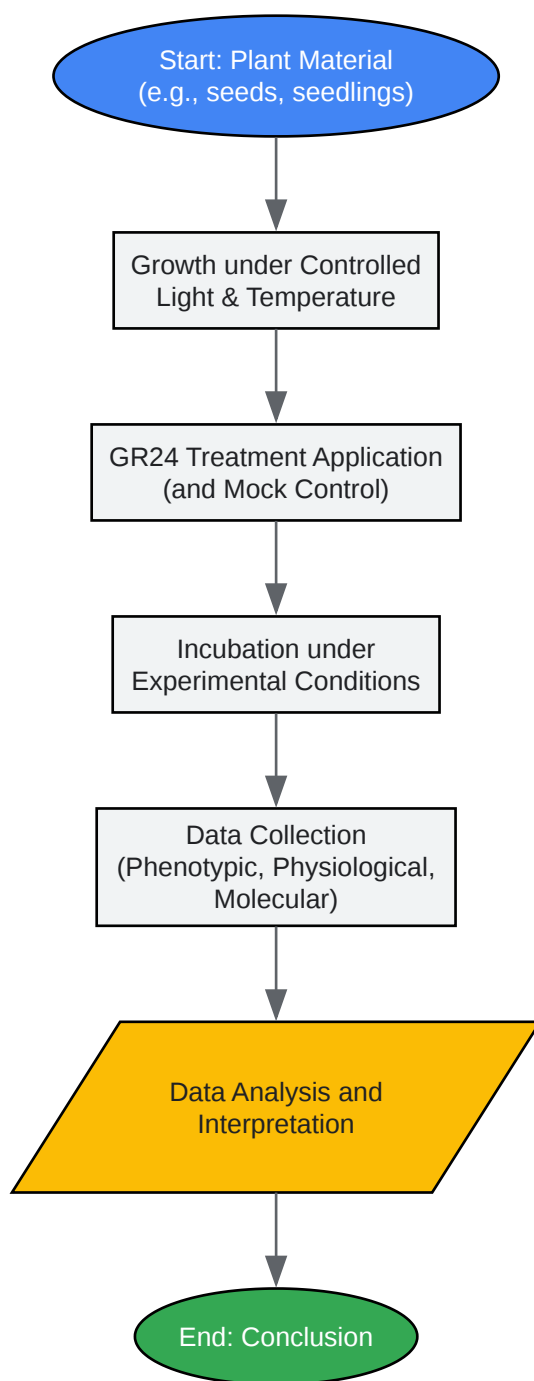 Start: Plant Material
(e.g., seeds, seedlings)
Growth under Controlled
Light & Temperature
GR24 Treatment Application
(and Mock Control)
Incubation under
Experimental Conditions
Data Collection
(Phenotypic, Physiological,
Molecular)
Data Analysis and
Interpretation
End: Conclusion